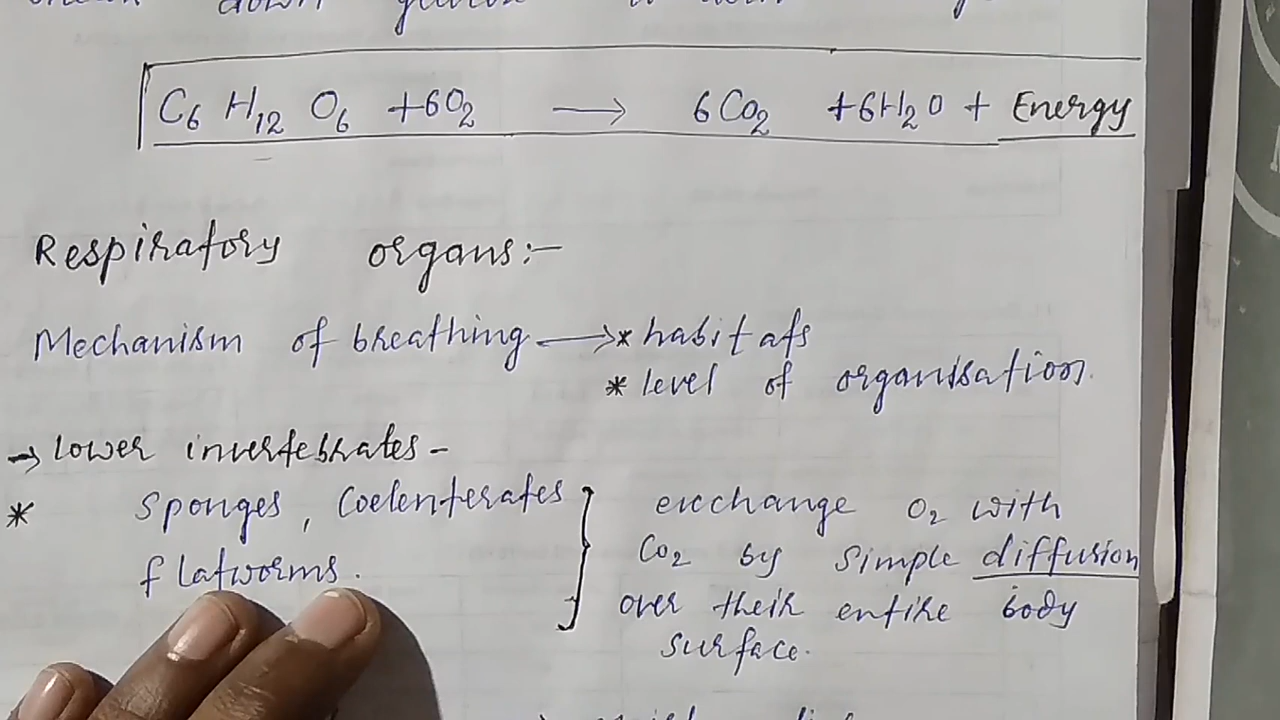 down
C6 H12 O6 +6O2 → 6CO2 +6H2O + Energy
Respiratory organs:-
Mechanism of breathing → * habitats
* level of organisation.
→ lower invertebrates -
* Sponges, Coelenterates
flatworms.
exchange O2 with
CO2 by simple diffusion
over their entire body
surface.